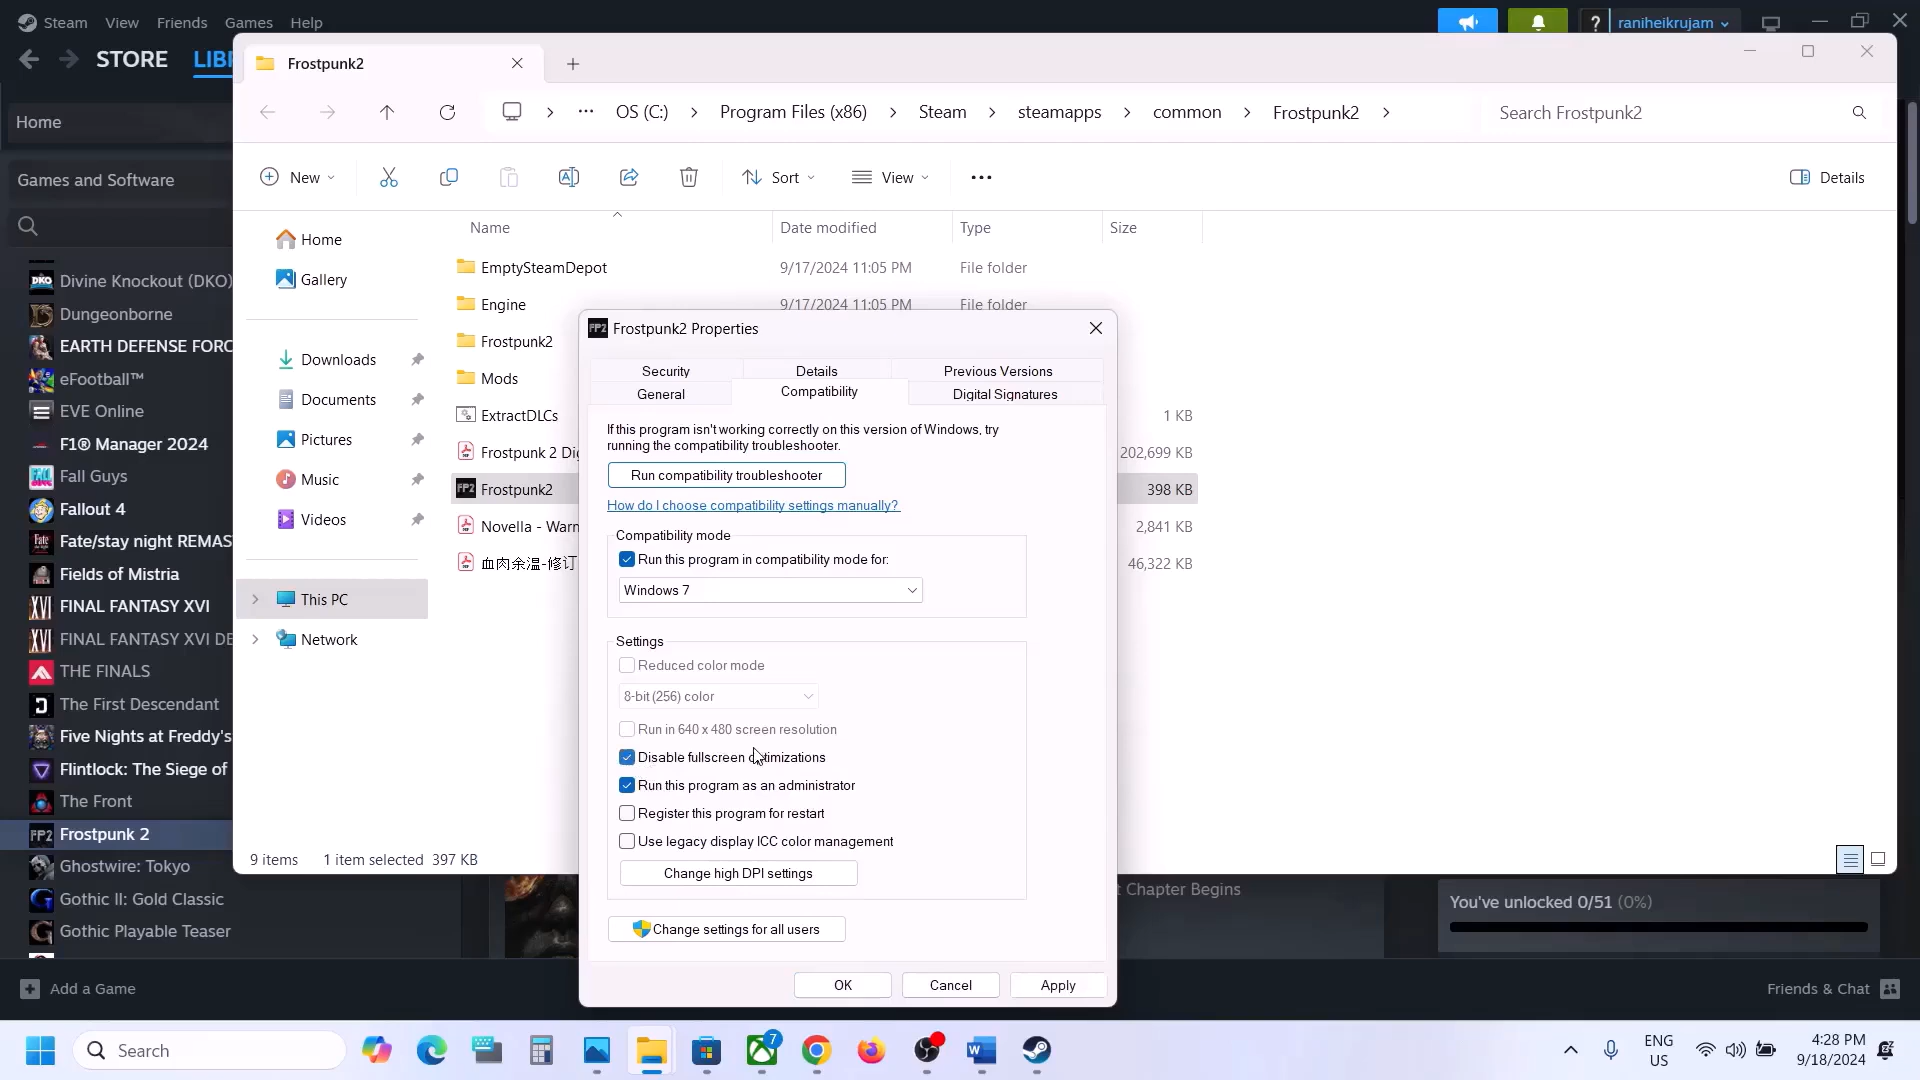 Steam View Friends Games Help
raniheikrujam
STORE LIB
Home
Games and Software
Divine Knockout (DKO)
Dungeonborne
EARTH DEFENSE FORC
eFootball™
EVE Online
F1® Manager 2024
Fall Guys
Fallout 4
Fate/stay night REMAS
Fields of Mistria
FINAL FANTASY XVI
FINAL FANTASY XVI DE
THE FINALS
The First Descendant
Five Nights at Freddy's
Flintlock: The Siege of
The Front
Frostpunk 2
Ghostwire: Tokyo
Gothic II: Gold Classic
Gothic Playable Teaser
Add a Game
Frostpunk2
OS (C:) > Program Files (x86) > Steam > steamapps > common > Frostpunk2 >
Search Frostpunk2
New Sort View Details
Home
Gallery
Downloads
Documents
Pictures
Music
Videos
This PC
Network
Name Date modified Type Size
EmptySteamDepot 9/17/2024 11:05 PM File folder
Engine 9/17/2024 11:05 PM File folder
Frostpunk2
Mods
ExtractDLCs 1 KB
Frostpunk 2 Dig 202,699 KB
Frostpunk2 398 KB
Novella - Warn 2,841 KB
血肉余温-修订 46,322 KB
9 items 1 item selected 397 KB
Frostpunk2 Properties
Security Details Previous Versions
General Compatibility Digital Signatures
If this program isn't working correctly on this version of Windows, try
running the compatibility troubleshooter.
Run compatibility troubleshooter
How do I choose compatibility settings manually?
Compatibility mode
Run this program in compatibility mode for:
Windows 7
Settings
Reduced color mode
8-bit (256) color
Run in 640 x 480 screen resolution
Disable fullscreen optimizations
Run this program as an administrator
Register this program for restart
Use legacy display ICC color management
Change high DPI settings
Change settings for all users
OK Cancel Apply
t Chapter Begins
You've unlocked 0/51 (0%)
Friends & Chat
Search
7
ENG
US
4:28 PM
9/18/2024